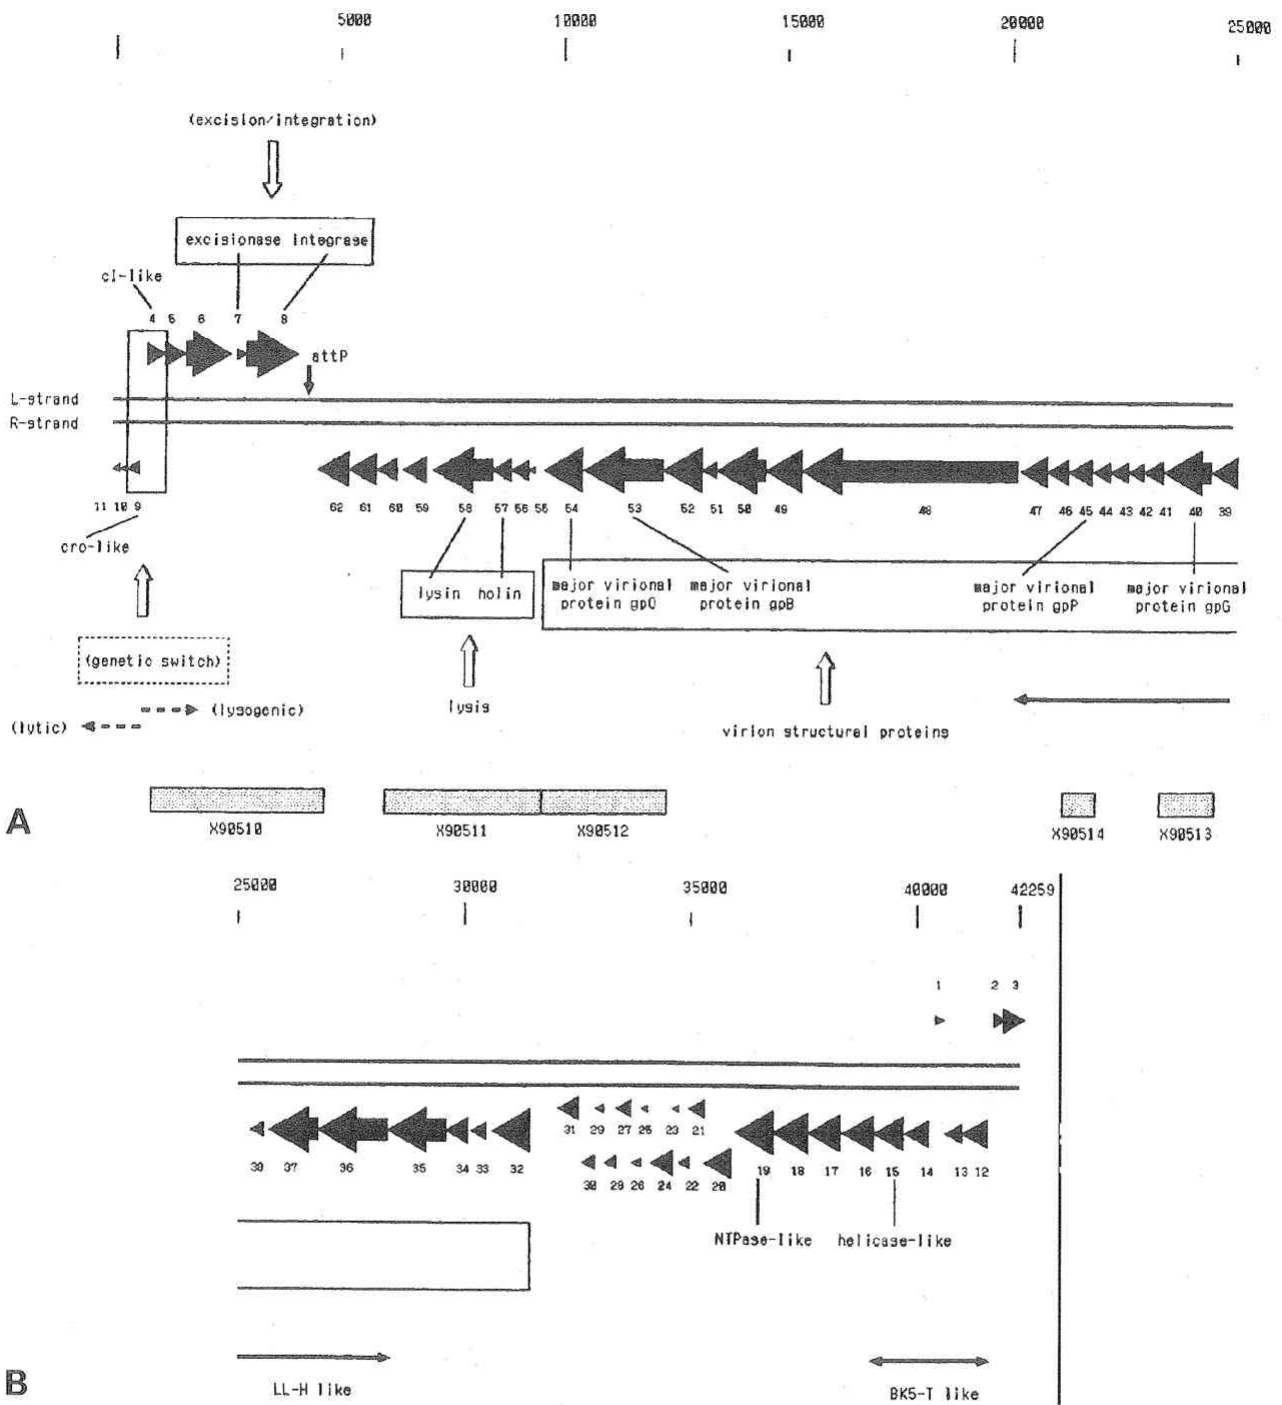 5000 10000 15000 20000 25000
(excision/integration)
excisionase integrase
cI-like
4 5 6 7 8
attP
L-strand
R-strand
11 10 9 62 61 60 59 58 57 56 55 54 53 52 51 50 49 48 47 46 45 44 43 42 41 40 39
cro-like
lysin holin
major virional protein gpO
major virional protein gpB
major virional protein gpP
major virional protein gpG
(genetic switch)
(lysogenic)
(lytic)
lysis
virion structural proteins
A
X90510 X90511 X90512 X90514 X90513
25000 30000 35000 40000 42259
1 2 3
31 29 27 25 23 21
38 37 36 35 34 33 32 30 28 26 24 22 20 19 18 17 16 15 14 13 12
NTPase-like helicase-like
B
LL-H like BK5-T like